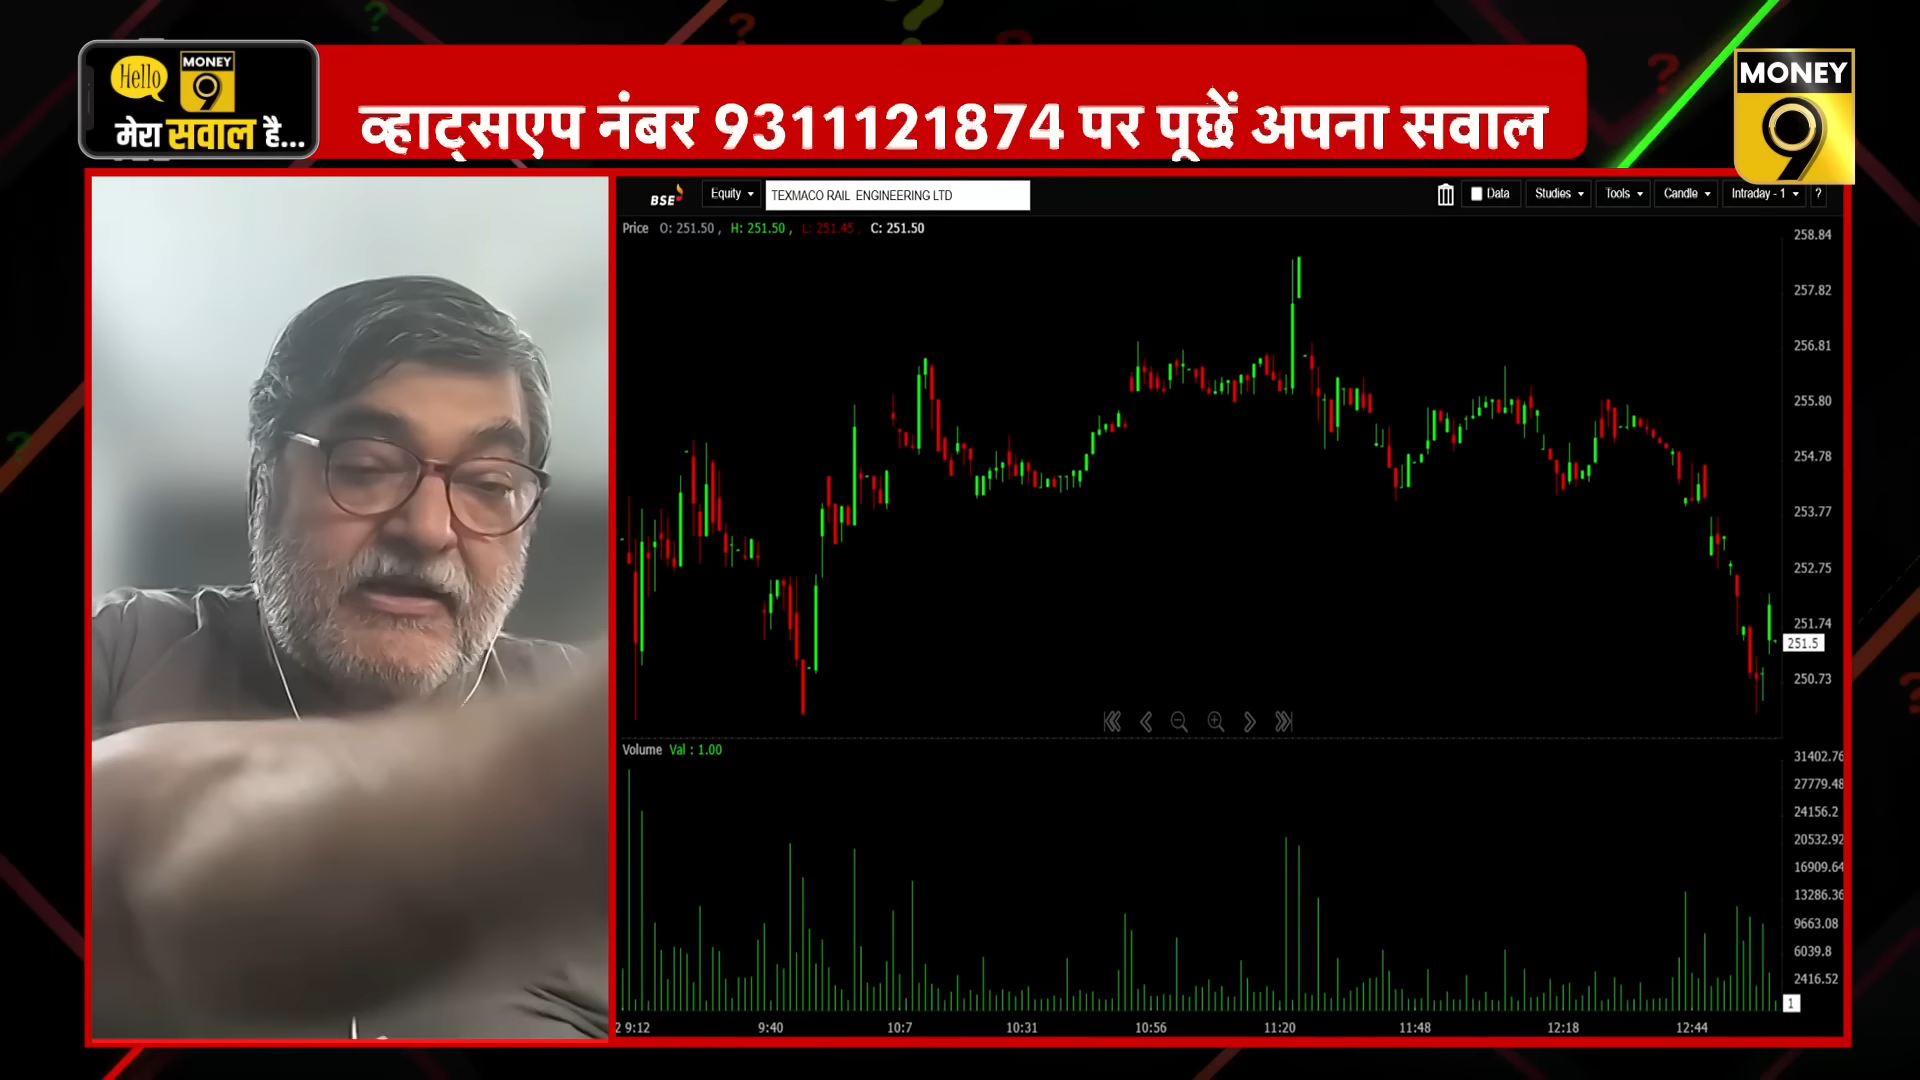 Hello MONEY 9
मेरा सवाल है...
व्हाट्सएप नंबर 9311121874 पर पूछें अपना सवाल
MONEY
9
BSE Equity TEXMACO RAIL ENGINEERING LTD Data Studies Tools Candle Intraday - 1 ?
Price O: 251.50 , H: 251.50 , L: 251.45 , C: 251.50
258.84
257.82
256.81
255.80
254.78
253.77
252.75
251.74
251.5
250.73
Volume Val : 1.00
31402.76
27779.48
24156.2
20532.92
16909.64
13286.36
9663.08
6039.8
2416.52
1
2 9:12 9:40 10:7 10:31 10:56 11:20 11:48 12:18 12:44